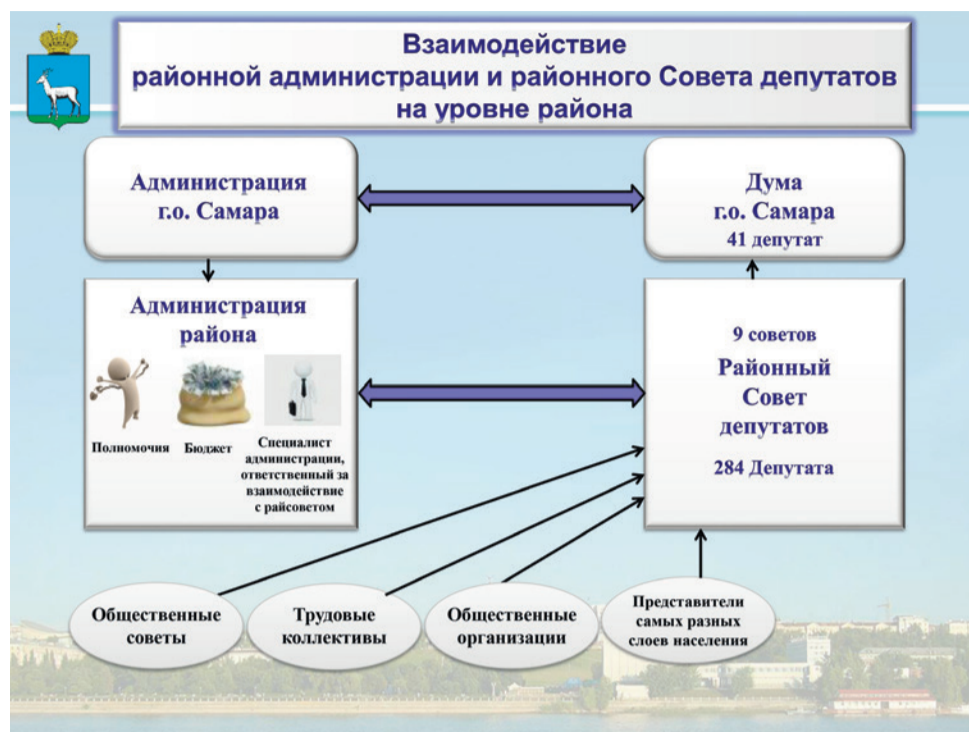 Взаимодействие
районной администрации и районного Совета депутатов
на уровне района
Администрация
г.о. Самара
Дума
г.о. Самара
41 депутат
Администрация
района
Полномочия
Бюджет
Специалист
администрации,
ответственный за
взаимодействие
с райсоветом
9 советов
Районный
Совет
депутатов
284 Депутата
Общественные
советы
Трудовые
коллективы
Общественные
организации
Представители
самых разных
слоев населения